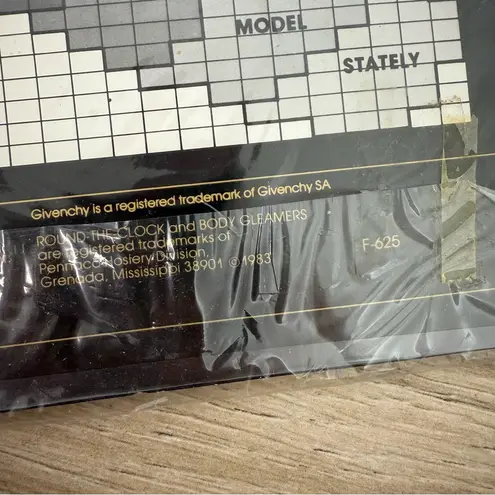 MODEL
STATELY
Givenchy is a registered trademark of Givenchy SA
ROUND-THE-CLOCK and BODY GLEAMERS
are registered trademarks of
Pennaco Hosiery Division,
Grenada, Mississippi 38901 ©1983
F-625